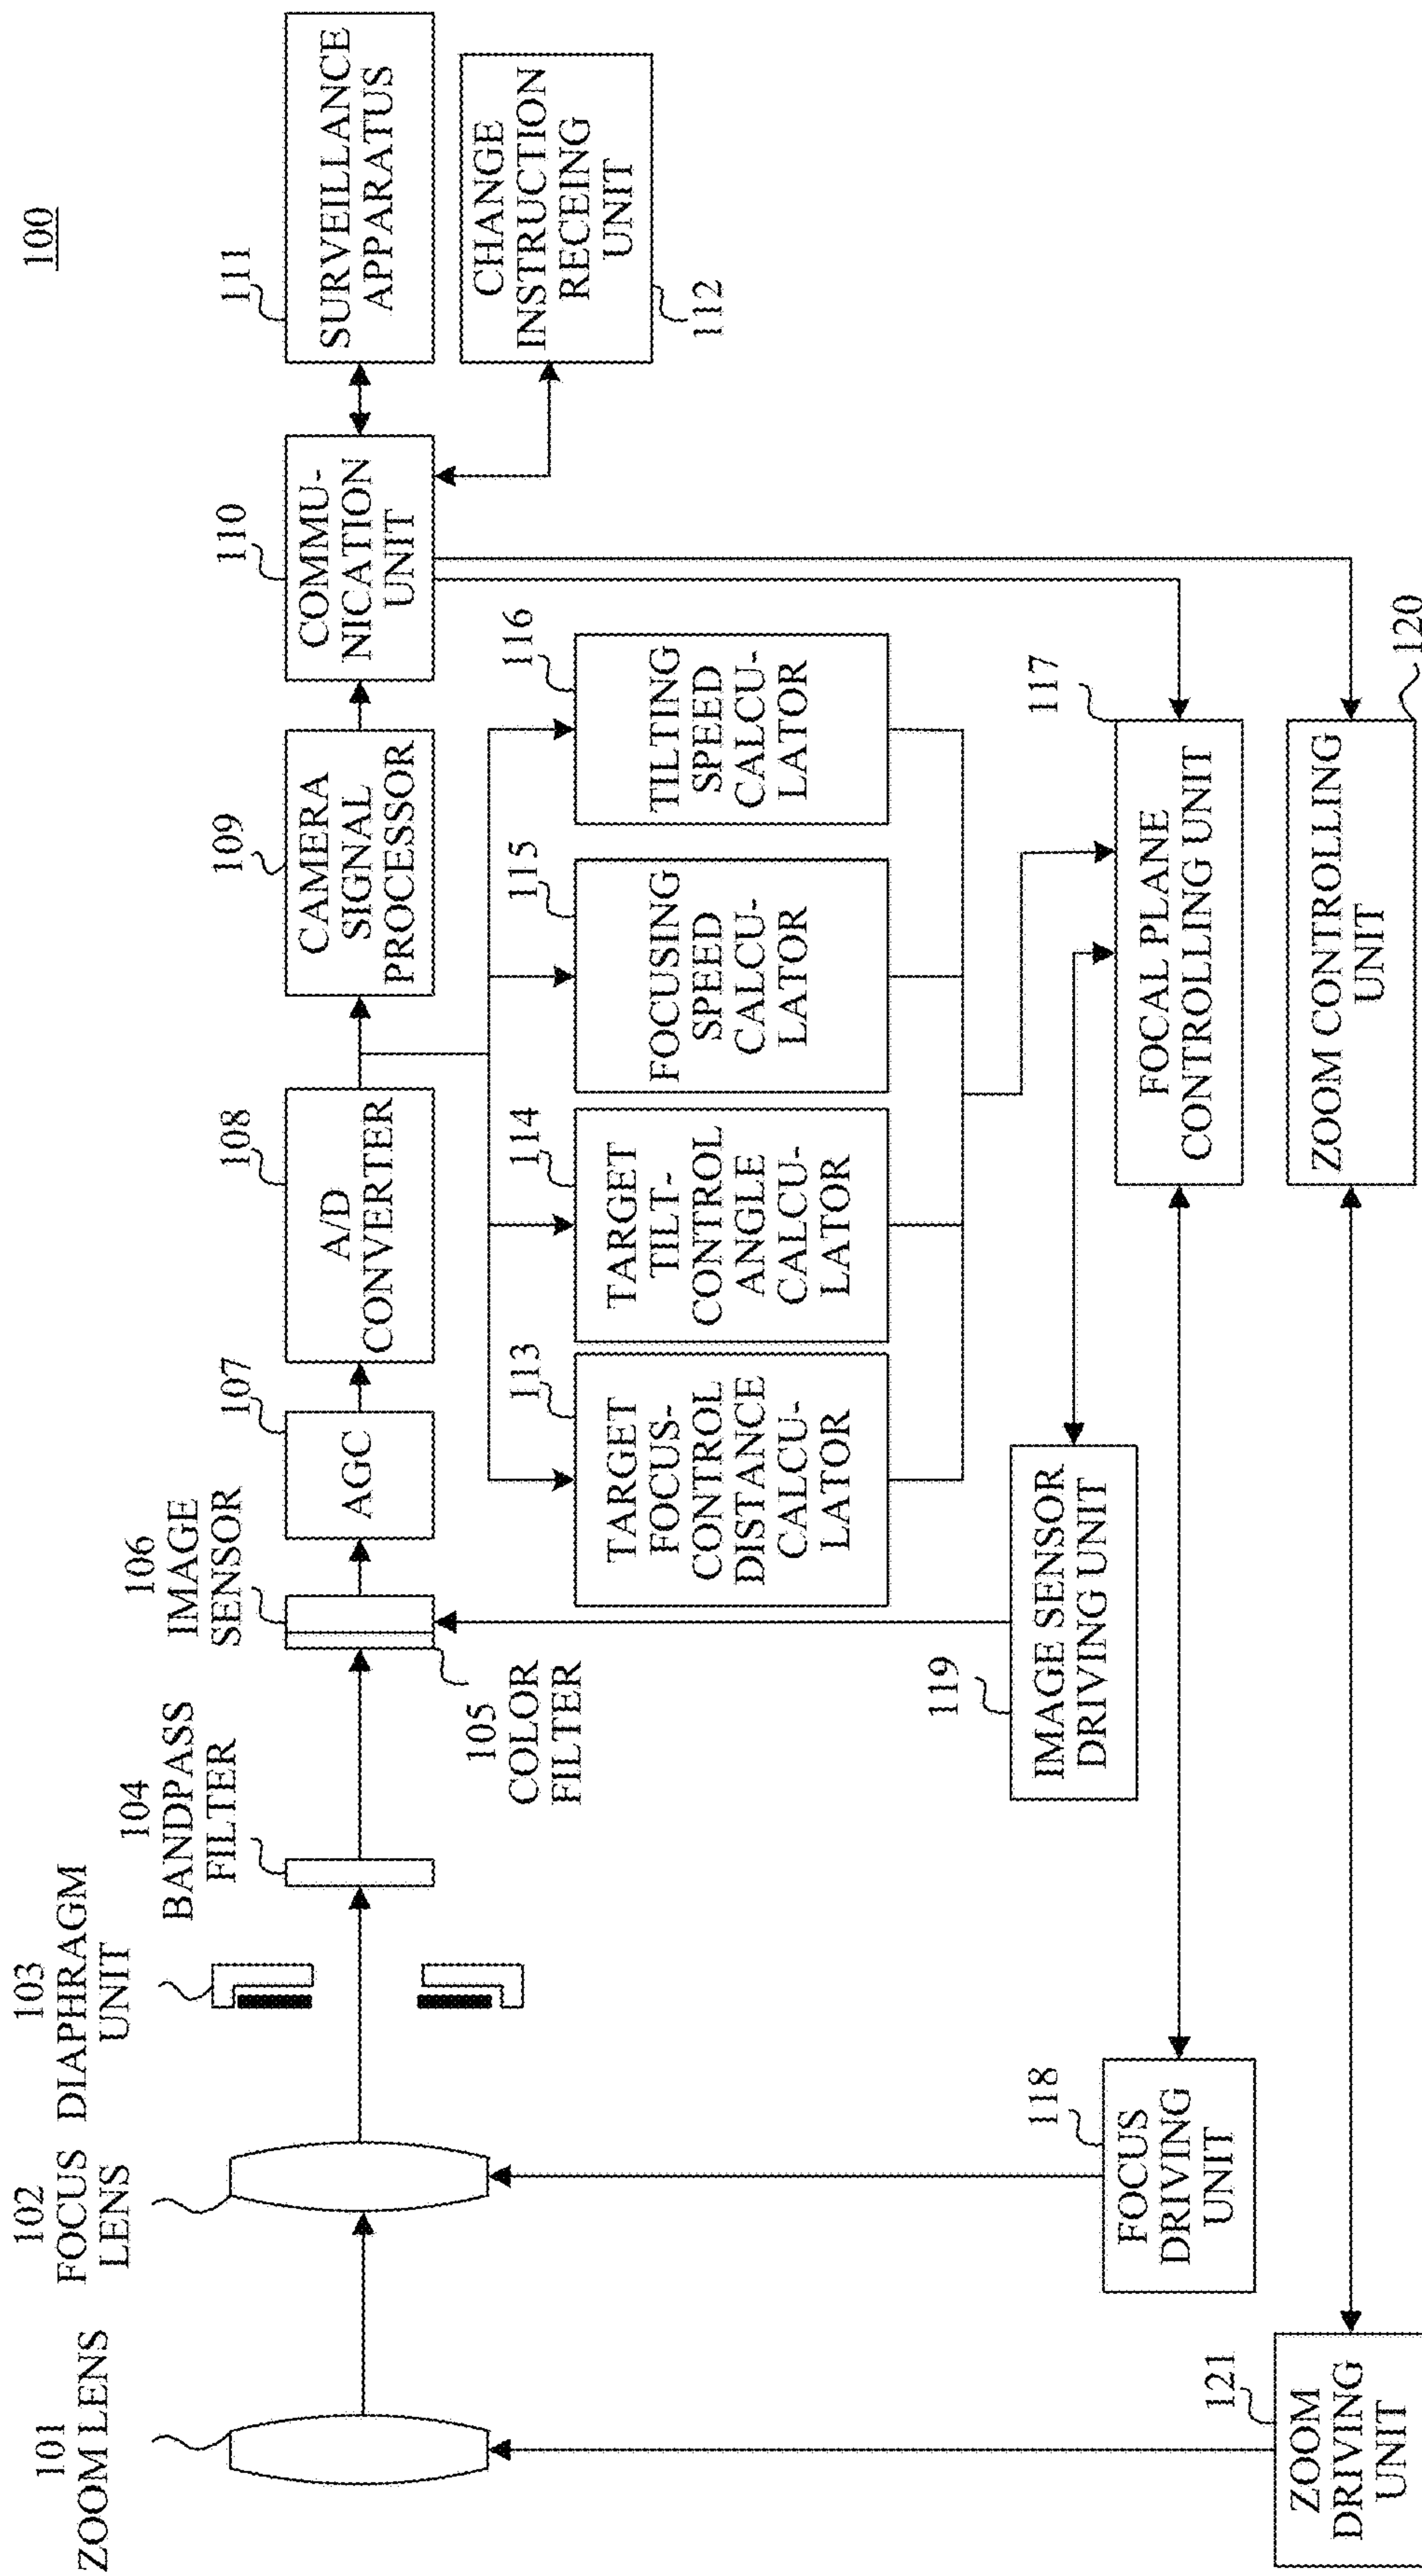 100
101
ZOOM LENS
102
FOCUS
LENS
103
DIAPHRAGM
UNIT
104
BANDPASS
FILTER
105
COLOR
FILTER
106
IMAGE
SENSOR
107
AGC
108
A/D
CONVERTER
109
CAMERA
SIGNAL
PROCESSOR
110
COMMU-
NICATION
UNIT
111
SURVEILLANCE
APPARATUS
CHANGE
INSTRUCTION
RECEING
UNIT
112
113
TARGET
FOCUS-
CONTROL
DISTANCE
CALCU-
LATOR
114
TARGET
TILT-
CONTROL
ANGLE
CALCU-
LATOR
115
FOCUSING
SPEED
CALCU-
LATOR
116
TILTING
SPEED
CALCU-
LATOR
117
FOCAL PLANE
CONTROLLING UNIT
118
FOCUS
DRIVING
UNIT
119
IMAGE SENSOR
DRIVING UNIT
120
ZOOM CONTROLLING
UNIT
121
ZOOM
DRIVING
UNIT